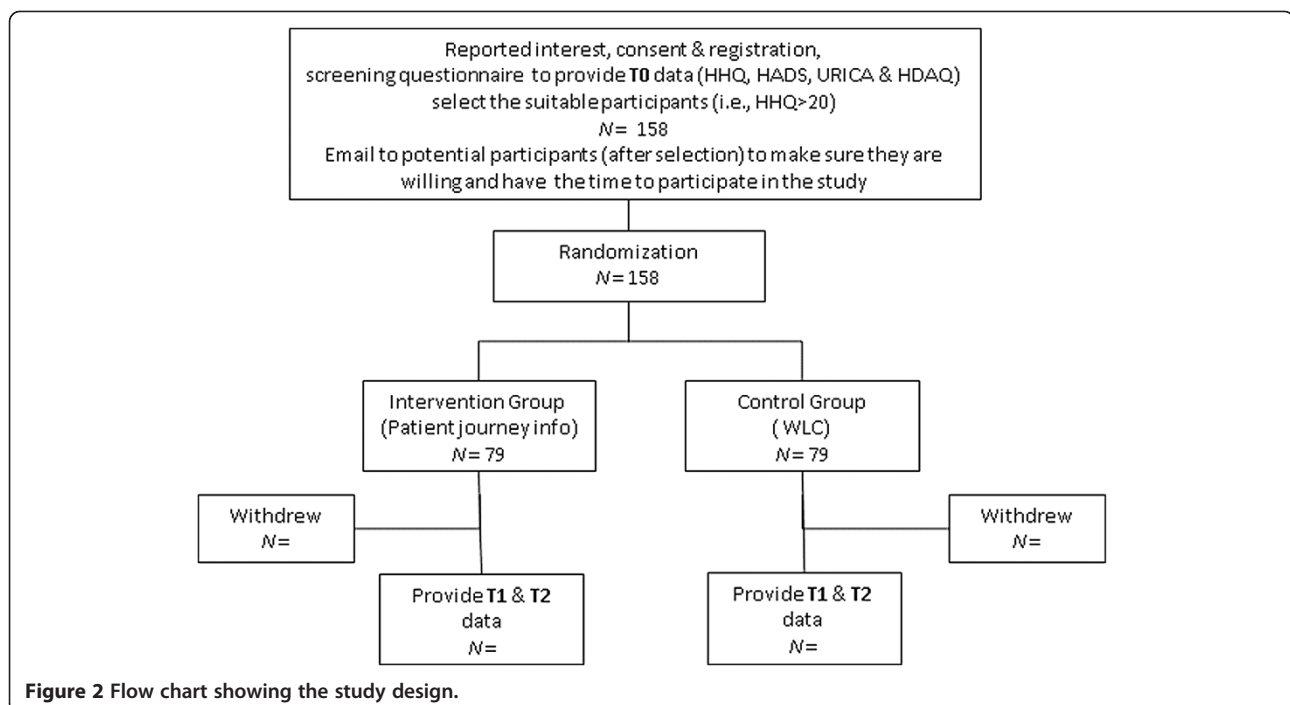 Reported interest, consent & registration,
screening questionnaire to provide T0 data (HHQ, HADS, URICA & HDAQ)
select the suitable participants (i.e., HHQ>20)
N= 158
Email to potential participants (after selection) to make sure they are
willing and have the time to participate in the study
Randomization
N=158
Intervention Group
(Patient journey info)
N=79
Control Group
( WLC)
N=79
Withdrew
N=
Withdrew
N=
Provide T1 & T2
data
N=
Provide T1 & T2
data
N=
Figure 2 Flow chart showing the study design.